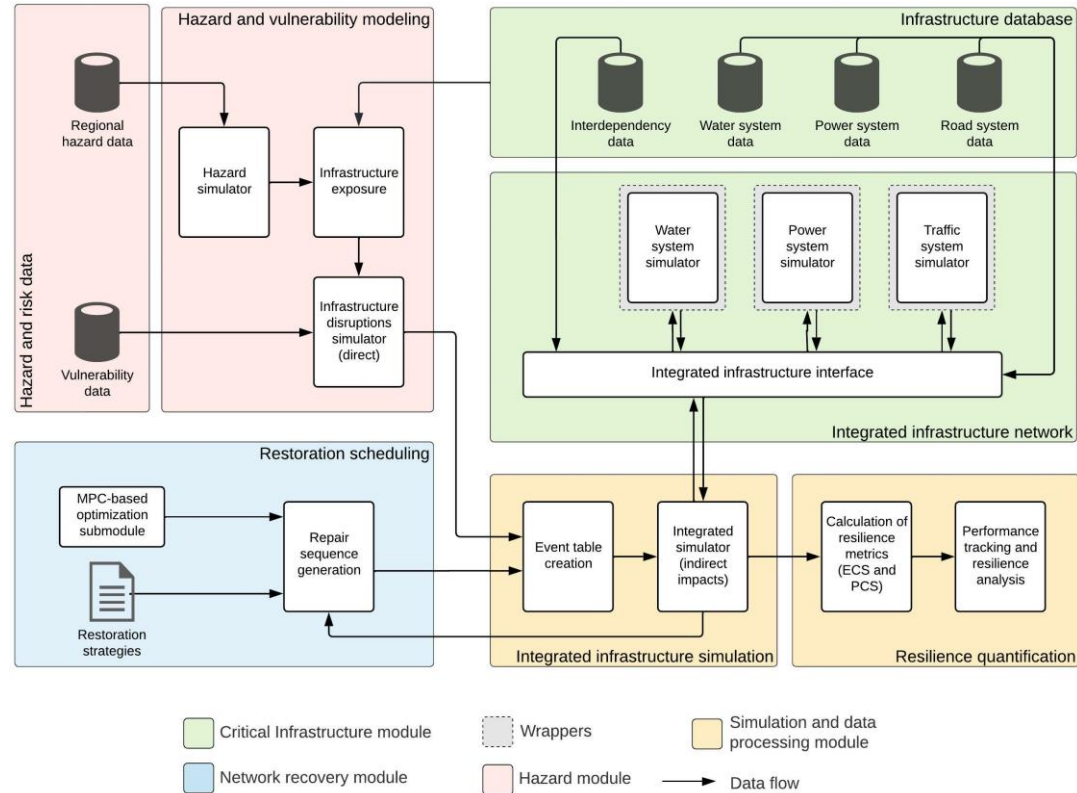 Hazard and vulnerability modeling
Infrastructure database
Regional
hazard data
Hazard
simulator
Infrastructure
exposure
Interdependency
data
Water system
data
Power system
data
Road system
data
Hazard and risk data
Vulnerability
data
Infrastructure
disruptions
simulator
(direct)
Water
system
simulator
Power
system
simulator
Traffic
system
simulator
Integrated infrastructure interface
Integrated infrastructure network
Restoration scheduling
MPC-based
optimization
submodule
Repair
sequence
generation
Restoration
strategies
Event table
creation
Integrated
simulator
(indirect
impacts)
Integrated infrastructure simulation
Calculation of
resilience
metrics
(ECS and
PCS)
Performance
tracking and
resilience
analysis
Resilience quantification
Critical Infrastructure module
Wrappers
Simulation and data
processing module
Network recovery module
Hazard module
Data flow